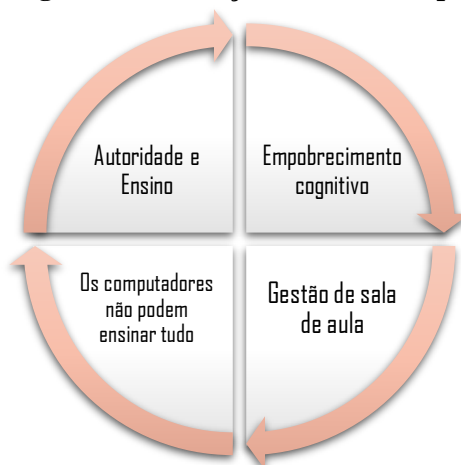 Autoridade e
Ensino
Empobrecimento
cognitivo
Os computadores
não podem
ensinar tudo
Gestão de sala
de aula